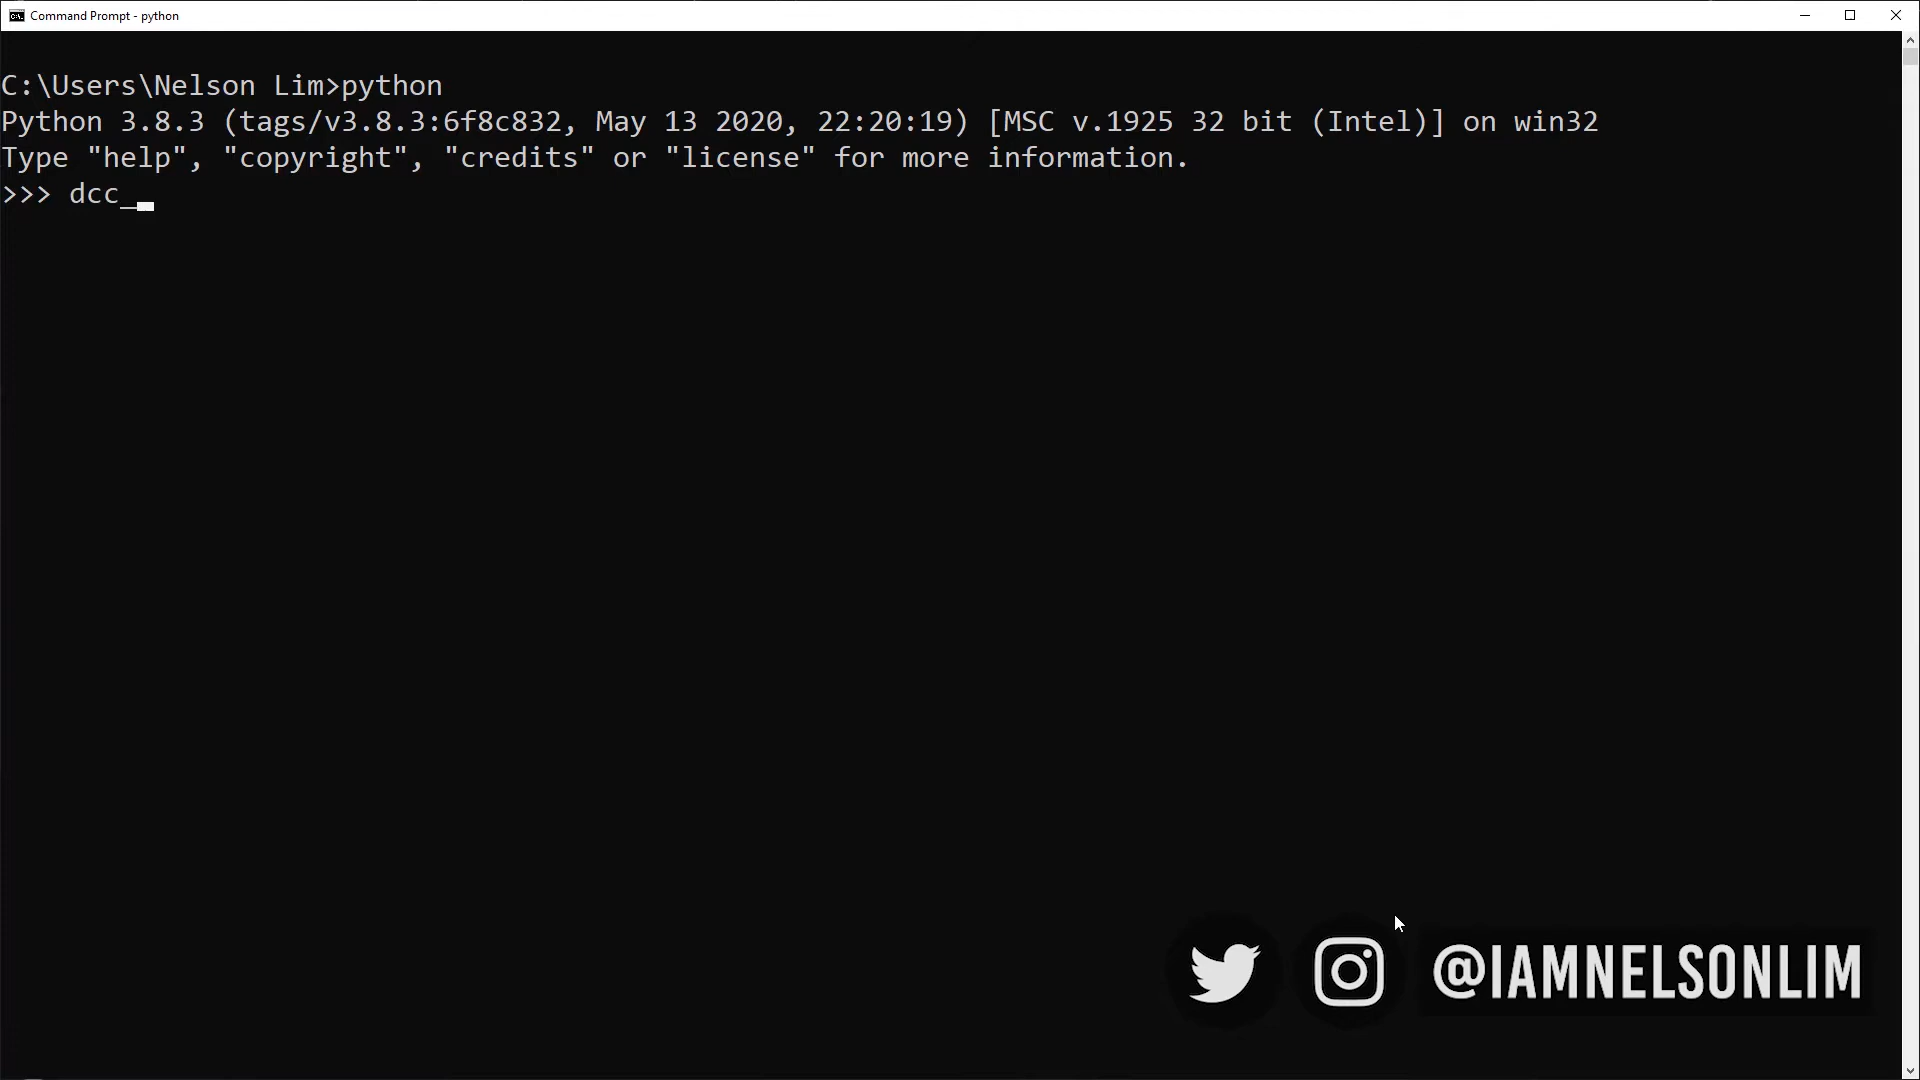 Command Prompt - python
C:\Users\Nelson Lim>python
Python 3.8.3 (tags/v3.8.3:6f8c832, May 13 2020, 22:20:19) [MSC v.1925 32 bit (Intel)] on win32
Type "help", "copyright", "credits" or "license" for more information.
>>> dcc_
@IAMNELSONLIM